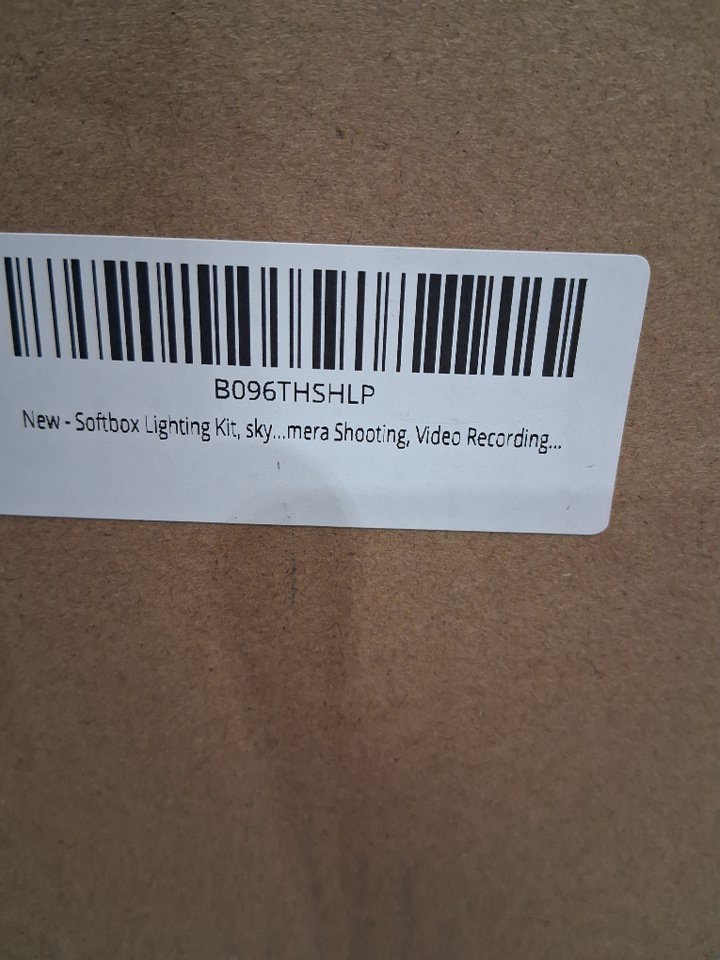 B096THSHLP
New - Softbox Lighting Kit, sky...mera Shooting, Video Recording...